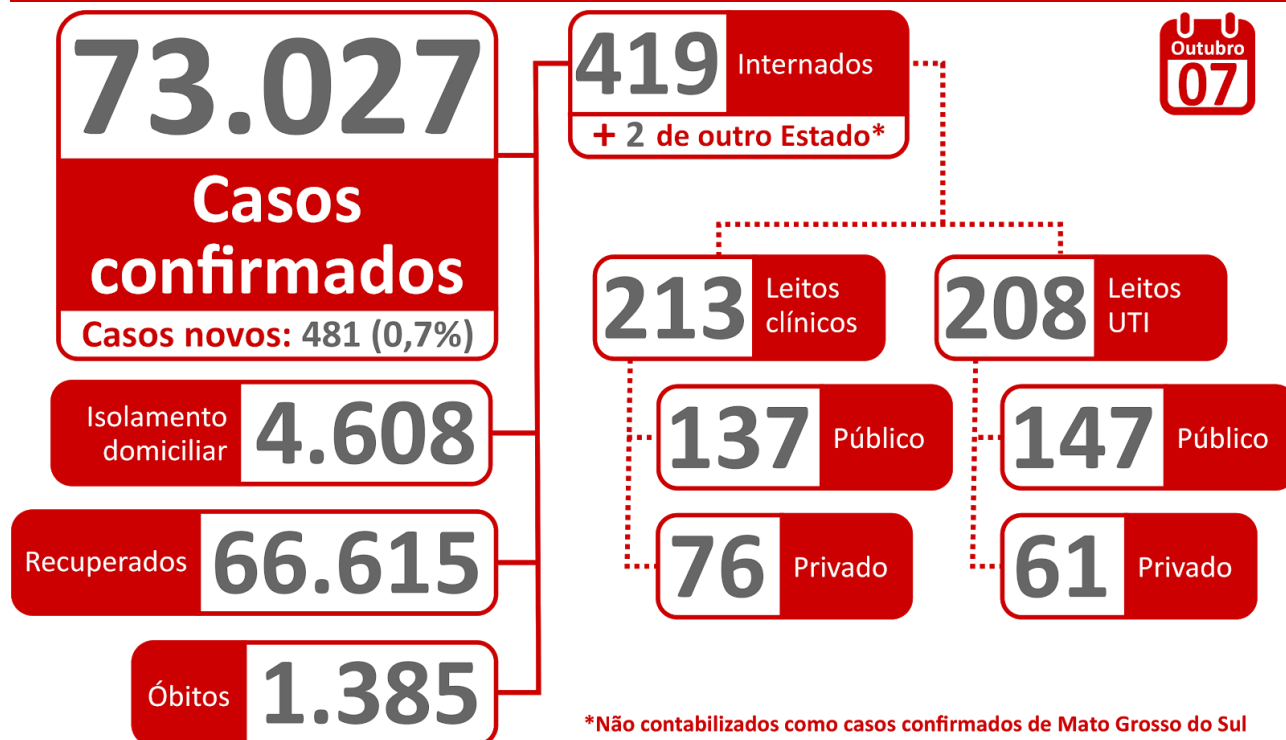 73.027
Casos
confirmados
Casos novos: 481 (0,7%)
Isolamento
domiciliar
4.608
Recuperados
66.615
Óbitos
1.385
419
Internados
+ 2 de outro Estado*
213
Leitos
clínicos
137
Público
76
Privado
208
Leitos
UTI
147
Público
61
Privado
Outubro
07
*Não contabilizados como casos confirmados de Mato Grosso do Sul